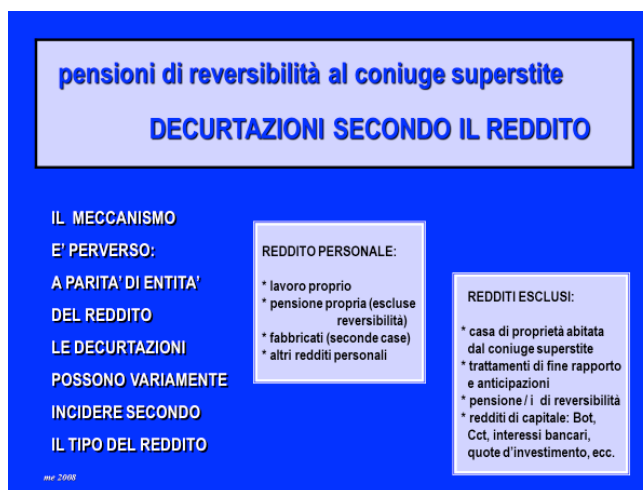 pensioni di reversibilità al coniuge superstite
DECURTAZIONI SECONDO IL REDDITO
IL MECCANISMO
E' PERVERSO:
A PARITA' DI ENTITA'
DEL REDDITO
LE DECURTAZIONI
POSSONO VARIAMENTE
INCIDERE SECONDO
IL TIPO DEL REDDITO
REDDITO PERSONALE:
* lavoro proprio
* pensione propria (escluse
reversibilità)
* fabbricati (seconde case)
* altri redditi personali
REDDITI ESCLUSI:
* casa di proprietà abitata
dal coniuge superstite
* trattamenti di fine rapporto
e anticipazioni
* pensione / i di reversibilità
* redditi di capitale: Bot,
Cct, interessi bancari,
quote d'investimento, ecc.
me 2008